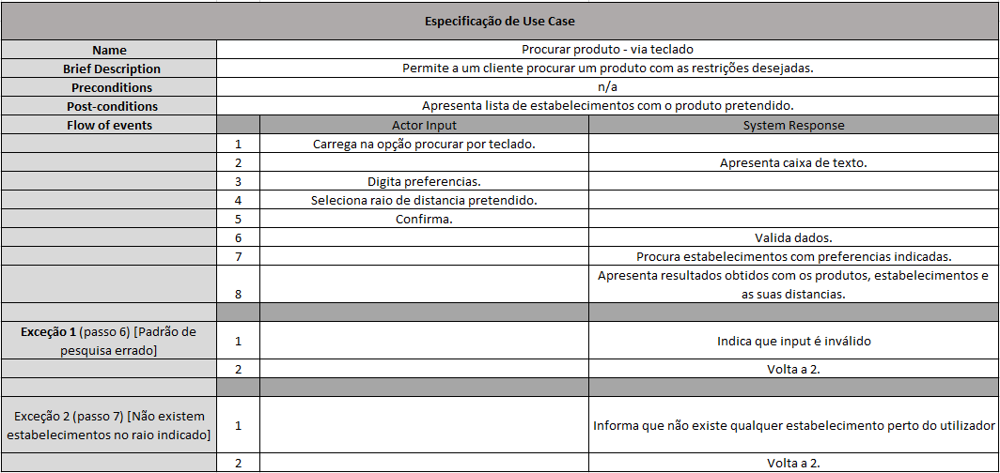 Especificação de Use Case
Name Procurar produto - via teclado
Brief Description Permite a um cliente procurar um produto com as restrições desejadas.
Preconditions n/a
Post-conditions Apresenta lista de estabelecimentos com o produto pretendido.
Flow of events Actor Input System Response
1 Carrega na opção procurar por teclado.
2 Apresenta caixa de texto.
3 Digita preferencias.
4 Seleciona raio de distancia pretendido.
5 Confirma.
6 Valida dados.
7 Procura estabelecimentos com preferencias indicadas.
Apresenta resultados obtidos com os produtos, estabelecimentos e
8 as suas distancias.
Exceção 1 (passo 6) [Padrão de
pesquisa errado] 1 Indica que input é inválido
2 Volta a 2.
Exceção 2 (passo 7) [Não existem
estabelecimentos no raio indicado] 1 Informa que não existe qualquer estabelecimento perto do utilizador
2 Volta a 2.